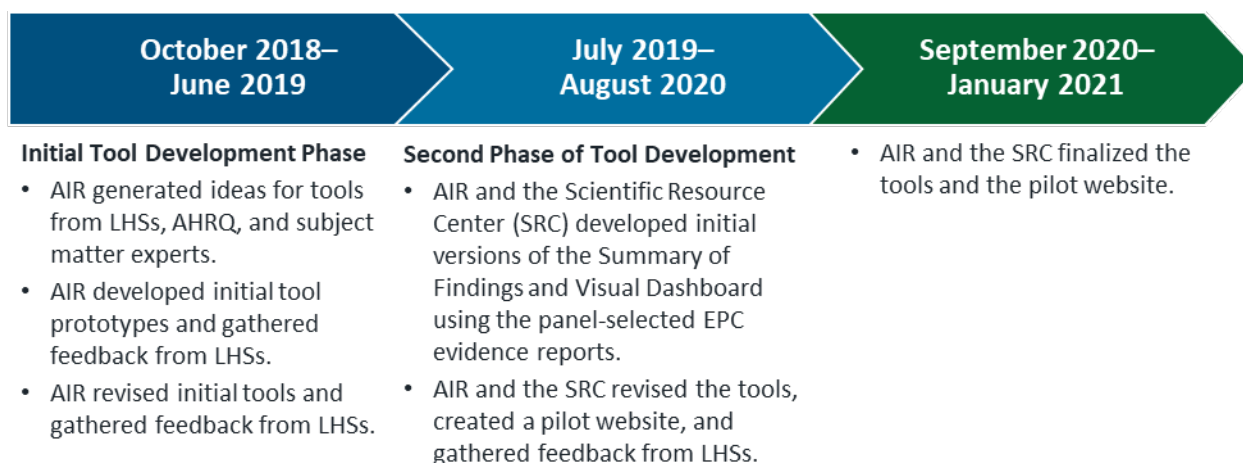 October 2018–
June 2019
July 2019–
August 2020
September 2020–
January 2021
Initial Tool Development Phase
• AIR generated ideas for tools
from LHSs, AHRQ, and subject
matter experts.
• AIR developed initial tool
prototypes and gathered
feedback from LHSs.
• AIR revised initial tools and
gathered feedback from LHSs.
Second Phase of Tool Development
• AIR and the Scientific Resource
Center (SRC) developed initial
versions of the Summary of
Findings and Visual Dashboard
using the panel-selected EPC
evidence reports.
• AIR and the SRC revised the tools,
created a pilot website, and
gathered feedback from LHSs.
• AIR and the SRC finalized the
tools and the pilot website.